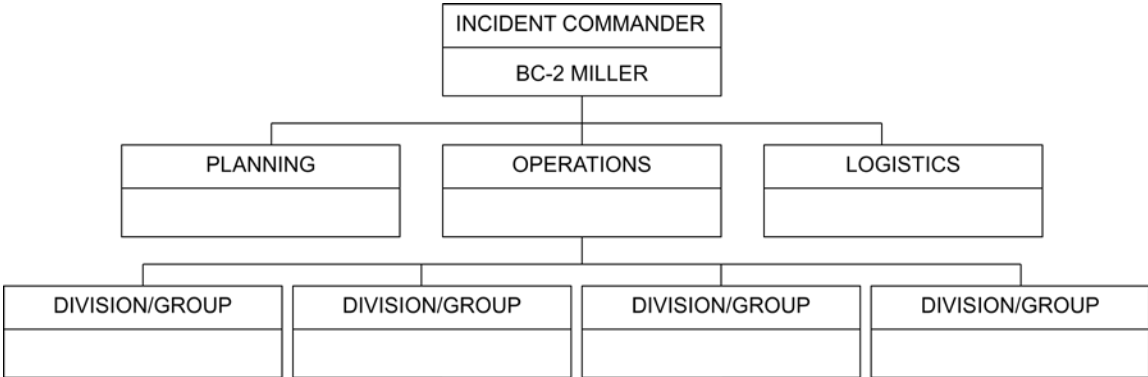 INCIDENT COMMANDER
BC-2 MILLER
PLANNING
OPERATIONS
LOGISTICS
DIVISION/GROUP
DIVISION/GROUP
DIVISION/GROUP
DIVISION/GROUP